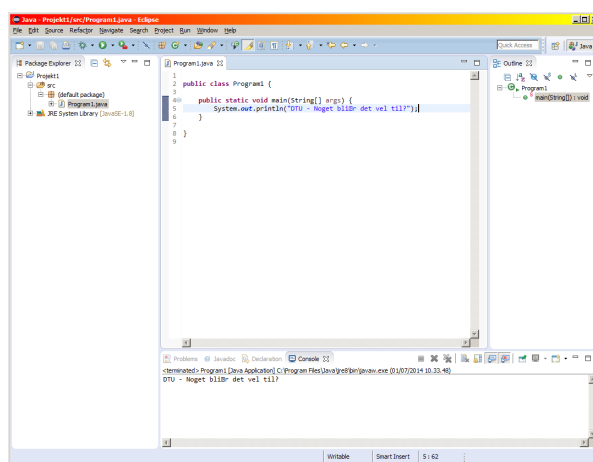 Java - Projekt1/src/Program1.java - Eclipse
File Edit Source Refactor Navigate Search Project Run Window Help
Quick Access
Java
Package Explorer
Projekt1
src
(default package)
Program1.java
JRE System Library [JavaSE-1.8]
Program1.java
1
2 public class Program1 {
3
4 public static void main(String[] args) {
5 System.out.println("DTU - Noget bliBr det vel til?");
6 }
7
8 }
9
Outline
Program1
main(String[]) : void
Problems Javadoc Declaration Console
<terminated> Program1 [Java Application] C:\Program Files\Java\jre8\bin\javaw.exe (01/07/2014 10.33.48)
DTU - Noget bliBr det vel til?
Writable Smart Insert 5 : 62